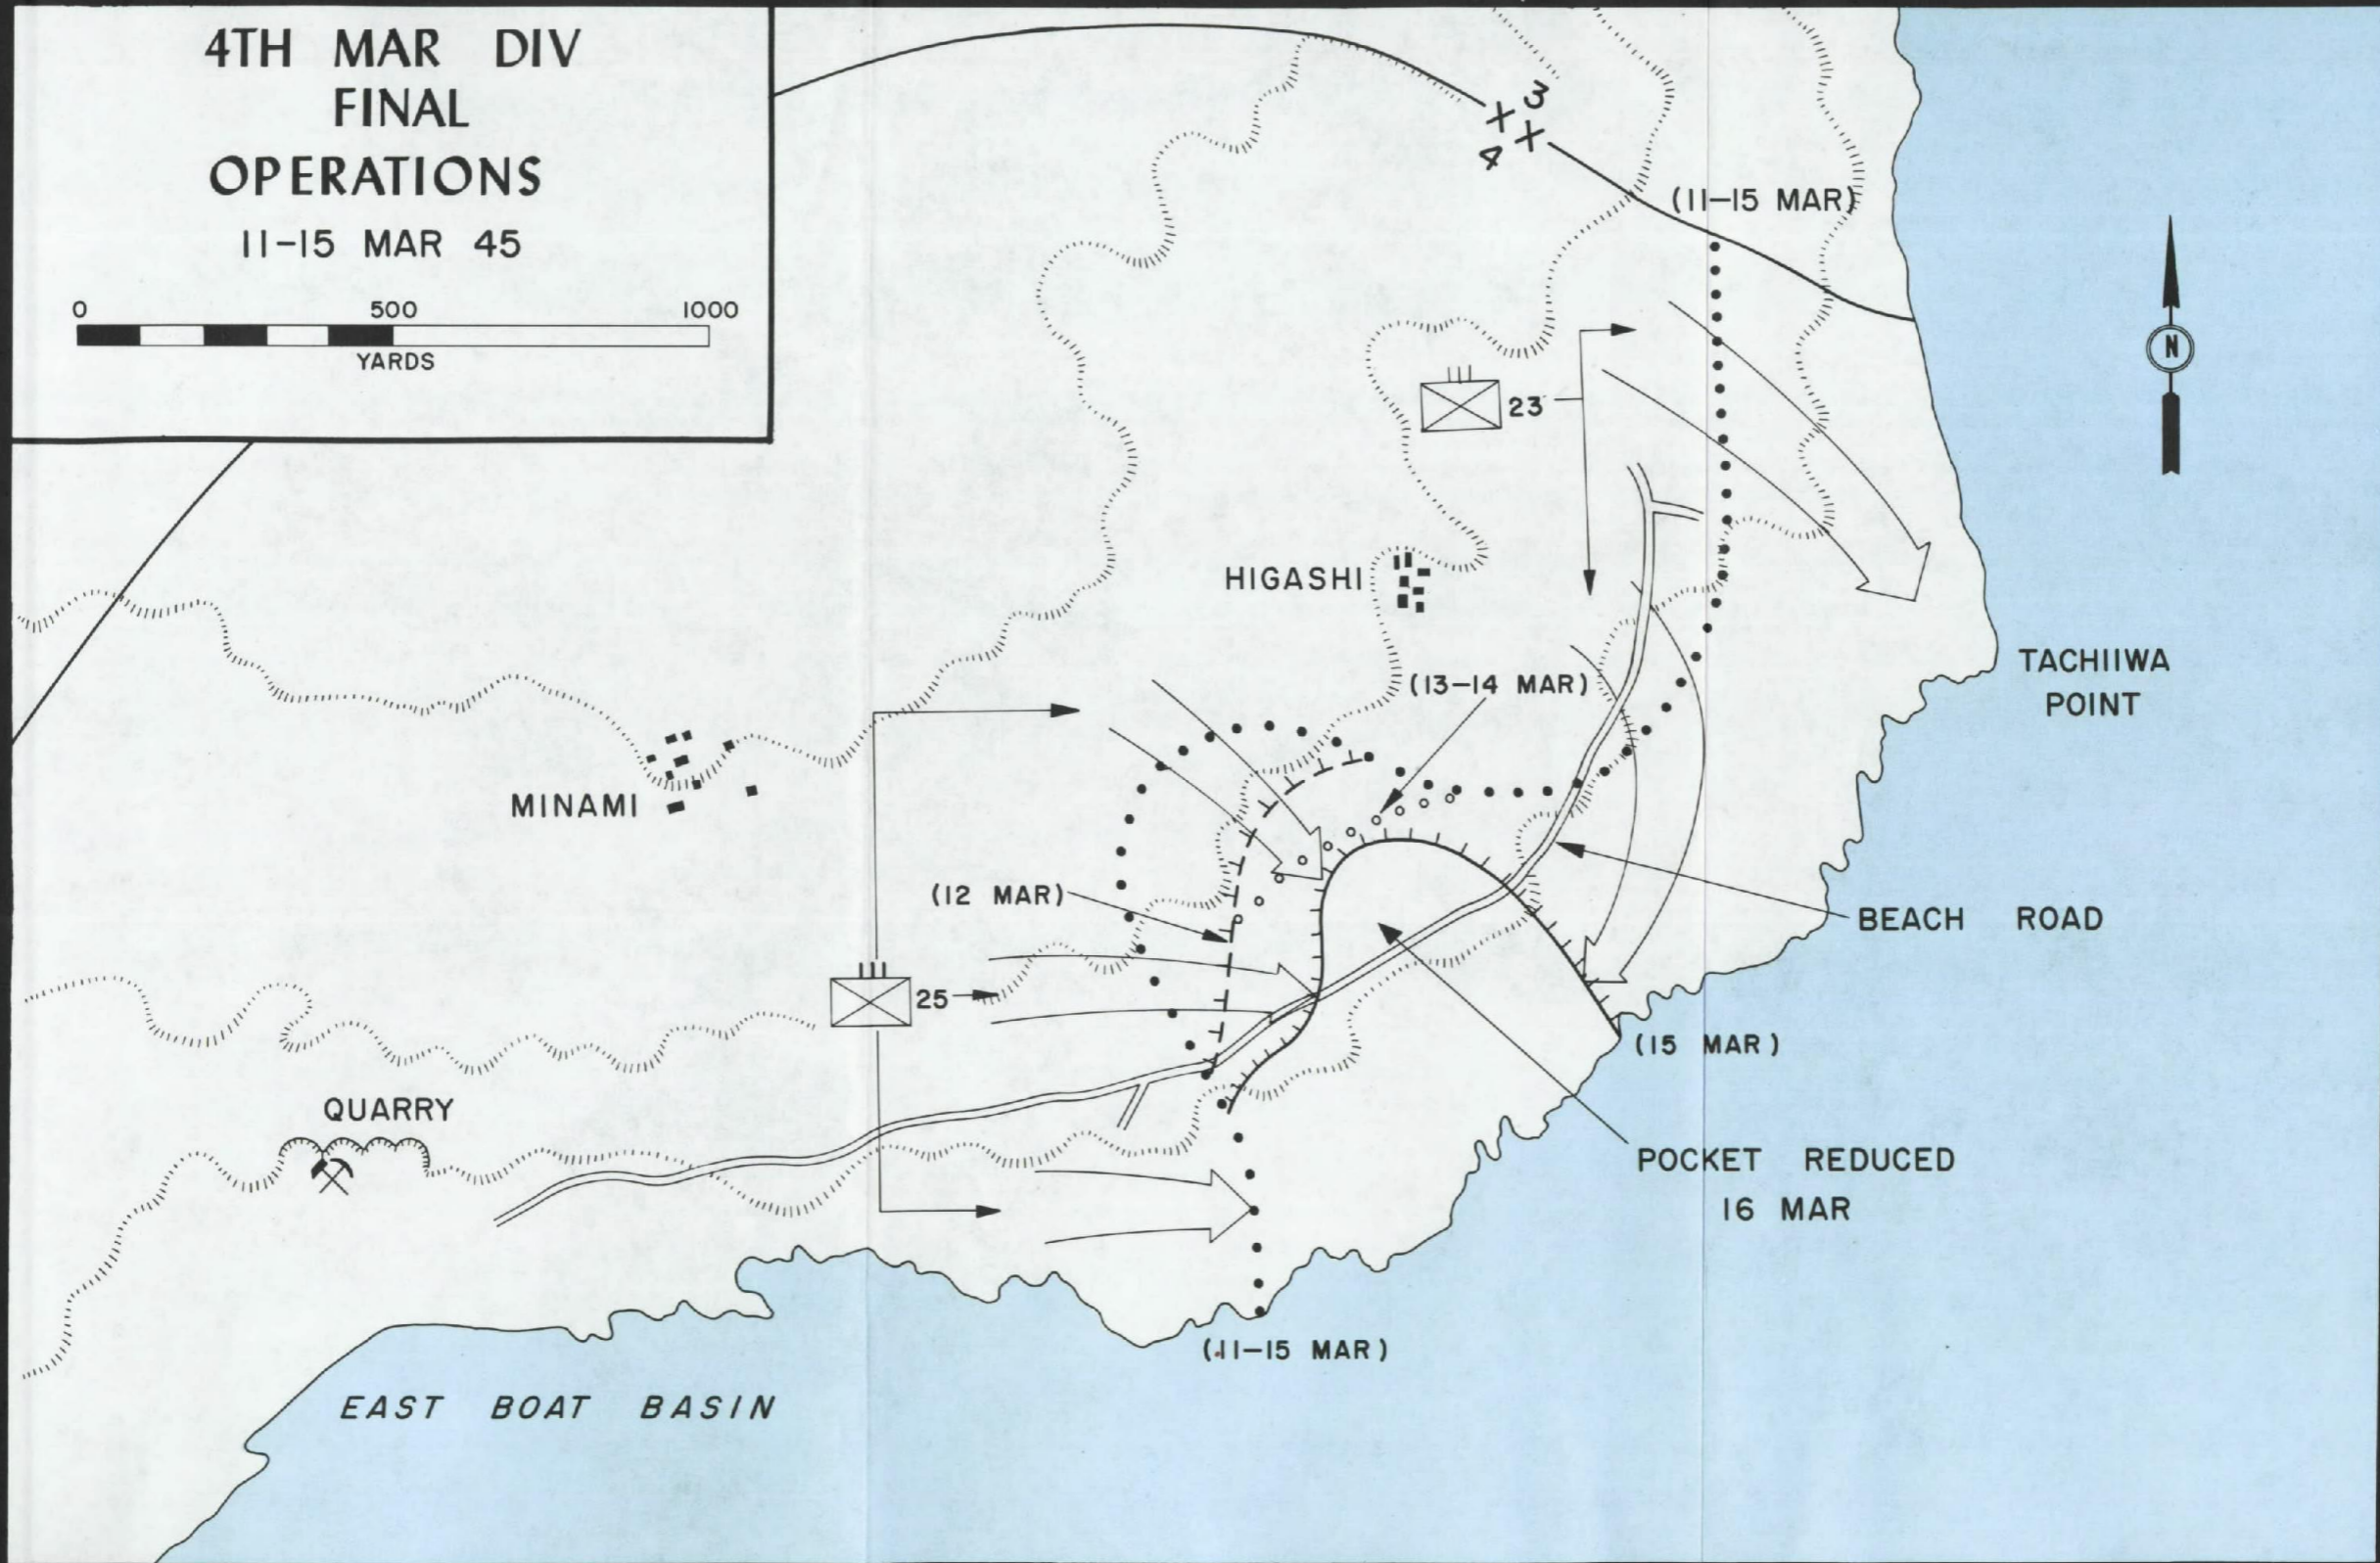 4TH MAR DIV
FINAL
OPERATIONS
11-15 MAR 45
0 500 1000
YARDS
3
4
(11-15 MAR)
N
23
HIGASHI
TACHIIWA
POINT
(13-14 MAR)
MINAMI
(12 MAR)
BEACH ROAD
25
(15 MAR)
QUARRY
POCKET REDUCED
16 MAR
(11-15 MAR)
EAST BOAT BASIN